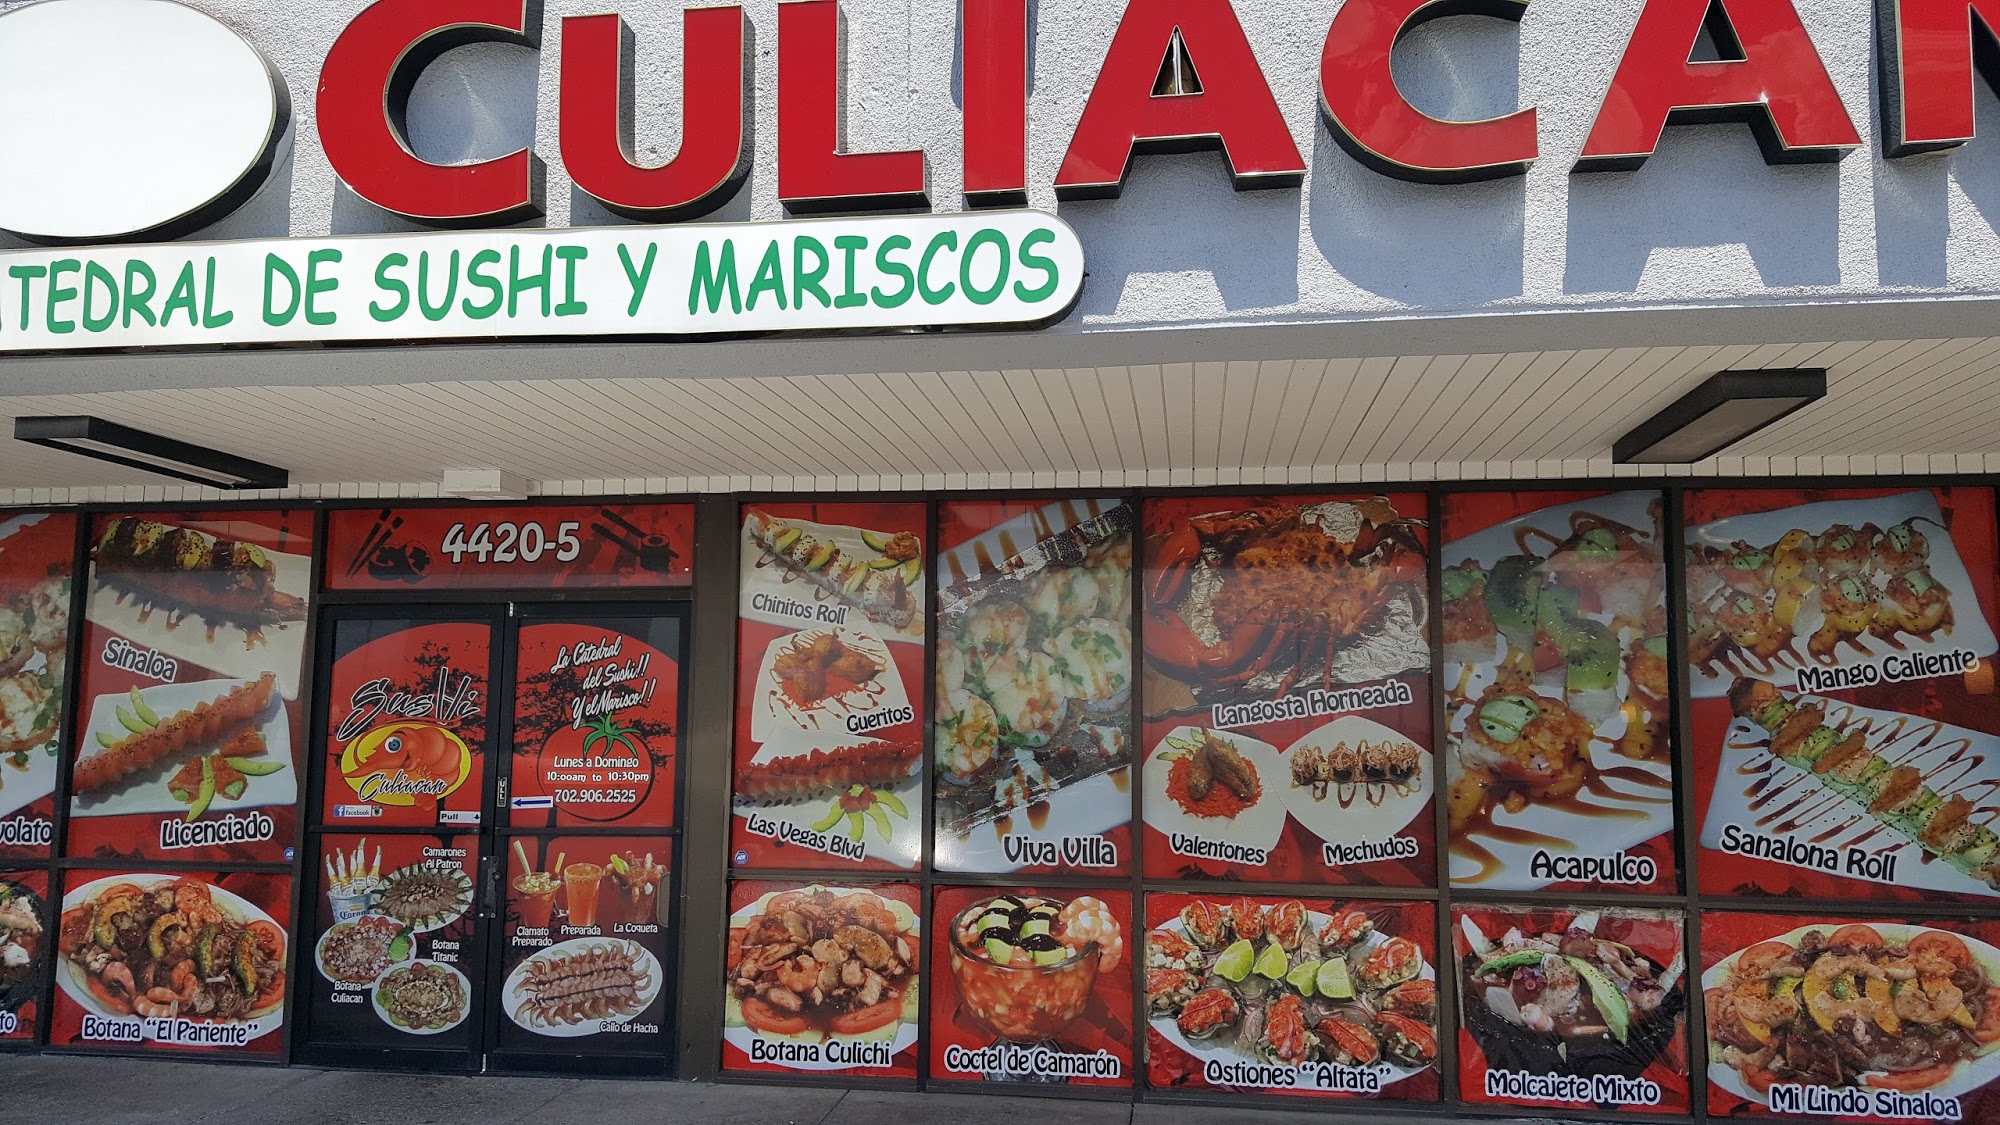 CULIACAN
TEDRAL DE SUSHI Y MARISCOS
4420-5
Sinaloa
Licenciado
Botana "El Pariente"
Sushi
Culiacan
facebook
Pull
La Catedral
del Sushi!!
Y el Marisco!!
Lunes a Domingo
10:00am to 10:30pm
702.906.2525
Camarones
Al Patron
Botana
Titanic
Botana
Culiacan
Clamato
Preparado
Preparada
La Coqueta
Callo de Hacha
Chinitos Roll
Gueritos
Las Vegas Blvd
Viva Villa
Langosta Horneada
Valentones
Mechudos
Acapulco
Mango Caliente
Sanalona Roll
Botana Culichi
Coctel de Camarón
Ostiones "Altata"
Molcajete Mixto
Mi Lindo Sinaloa